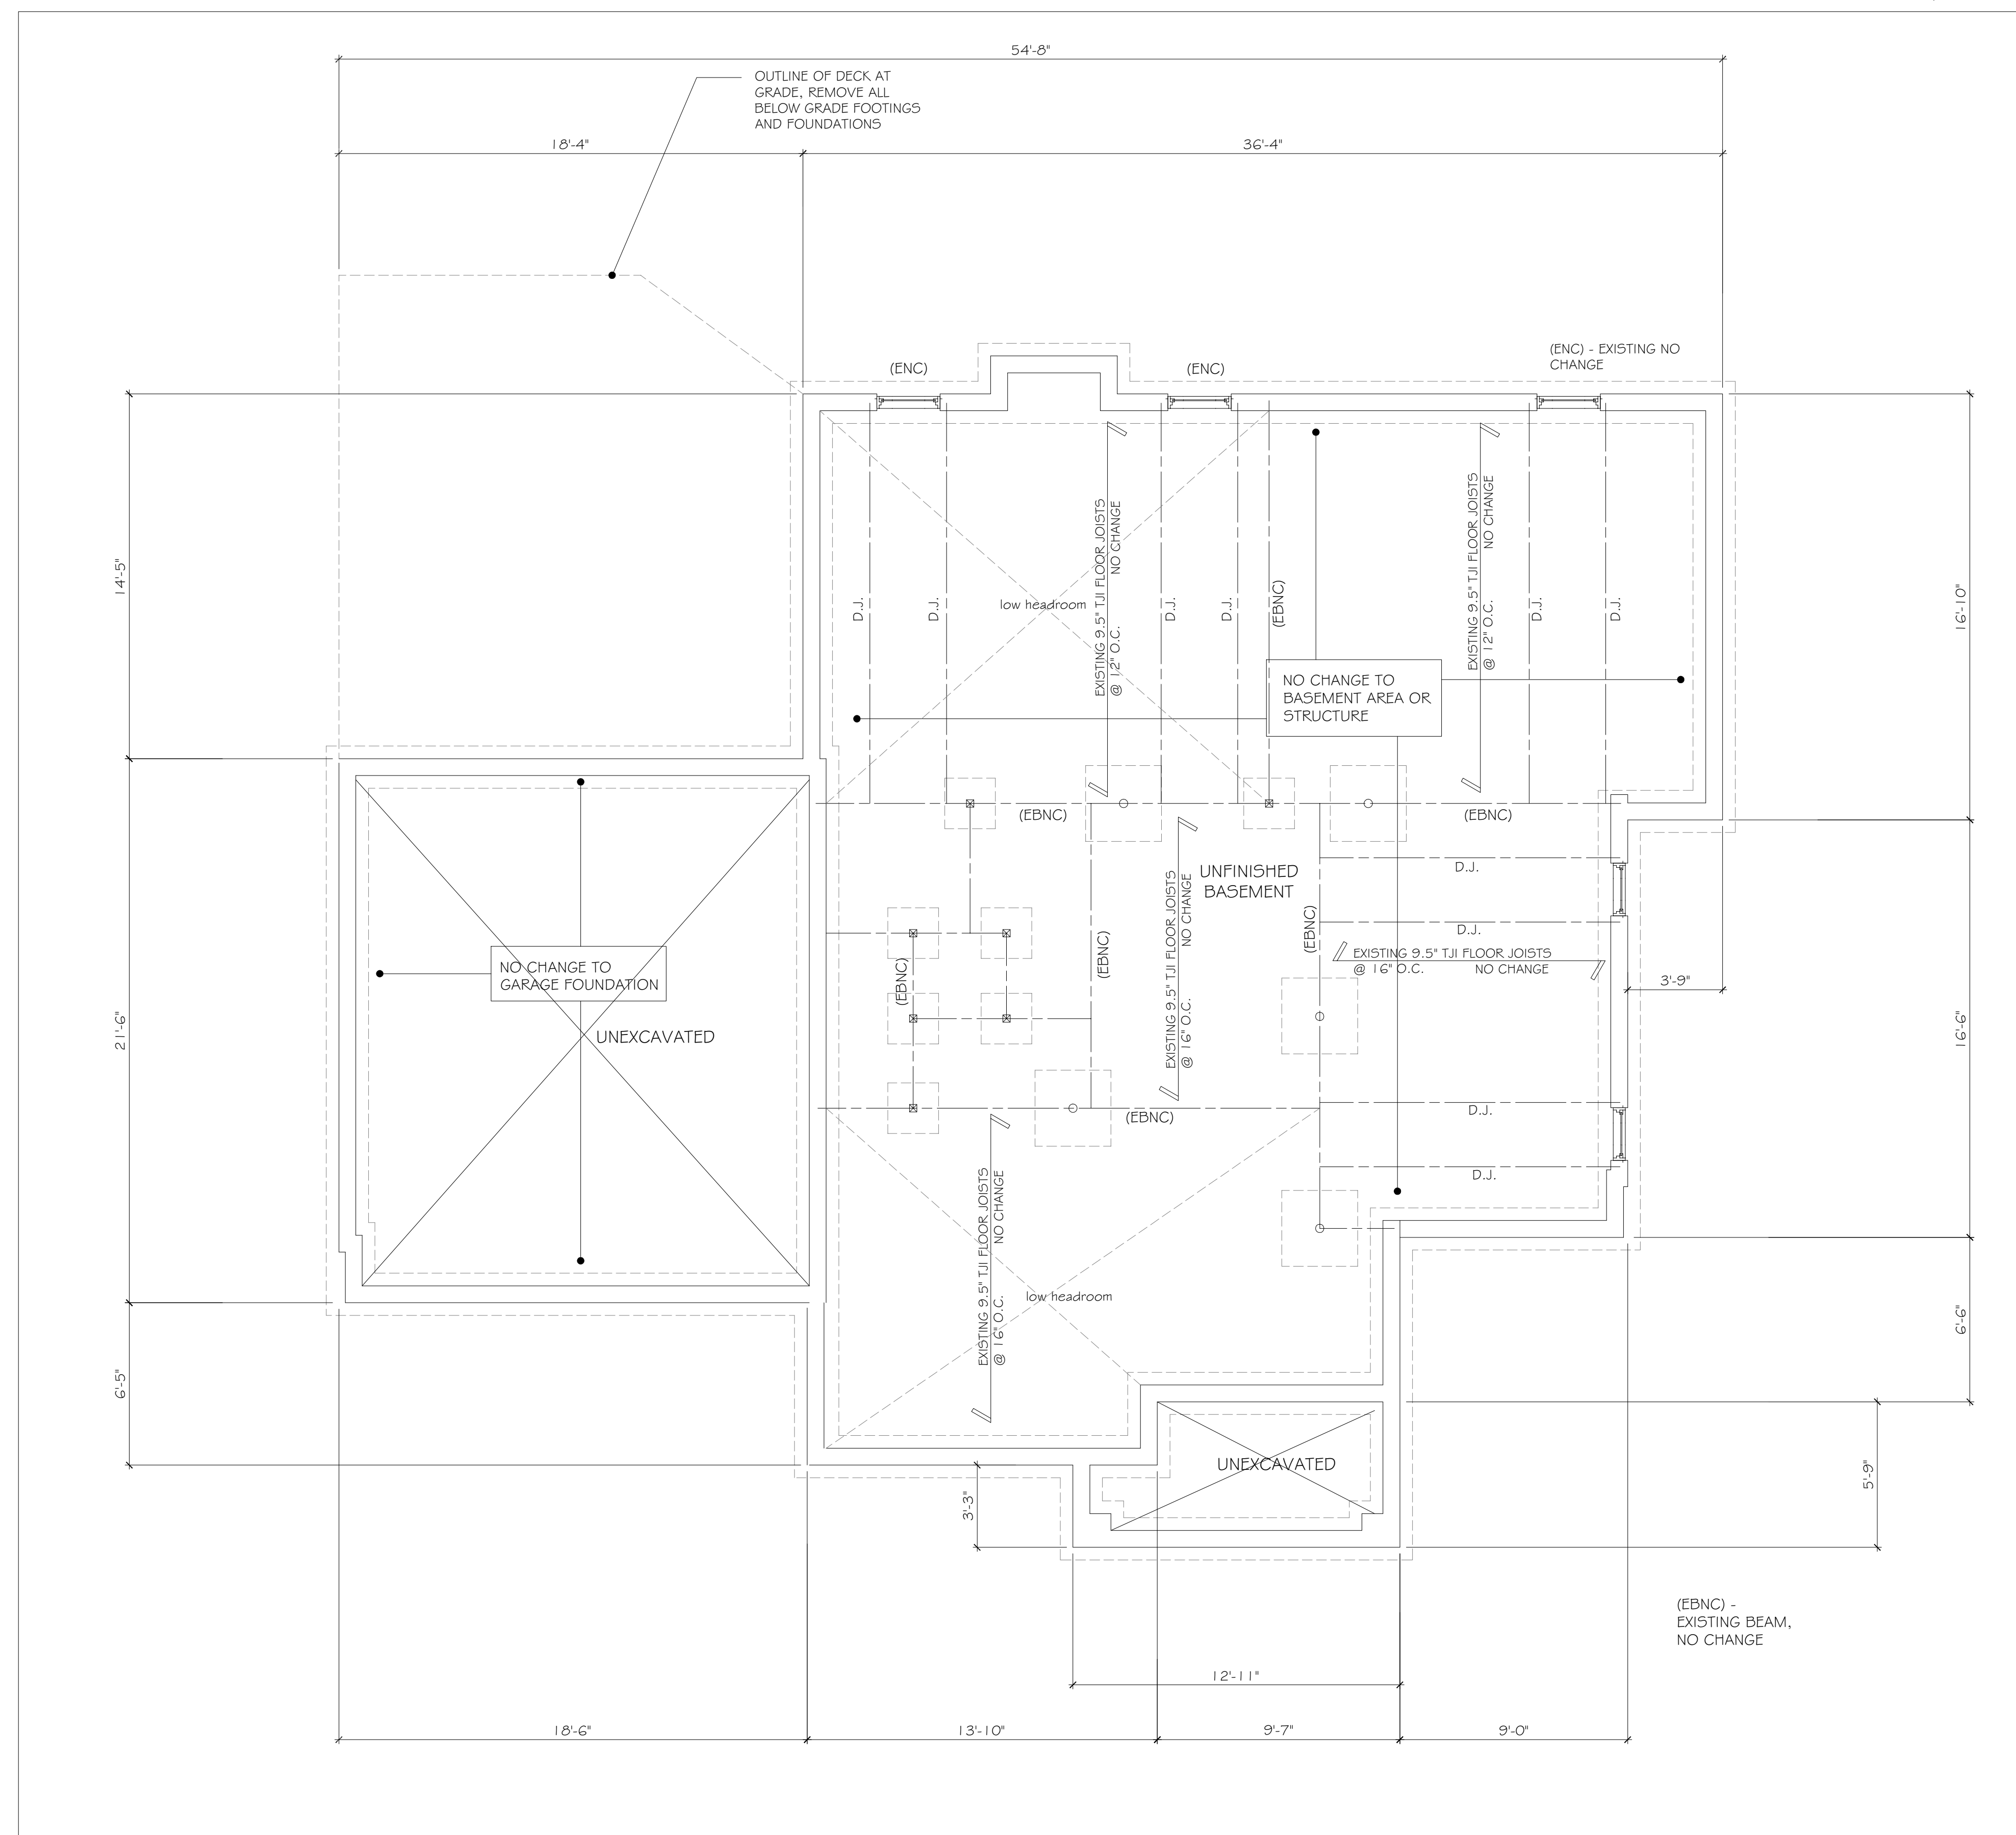 54'-8"
OUTLINE OF DECK AT
GRADE, REMOVE ALL
BELOW GRADE FOOTINGS
AND FOUNDATIONS
18'-4"
36'-4"
(ENC)
(ENC)
(ENC) - EXISTING NO
CHANGE
14'-5"
16'-10"
D.J.
D.J.
low headroom
EXISTING 9.5" TJI FLOOR JOISTS
@ 12" O.C. NO CHANGE
D.J.
D.J.
(EBNC)
EXISTING 9.5" TJI FLOOR JOISTS
@ 12" O.C. NO CHANGE
D.J.
D.J.
NO CHANGE TO
BASEMENT AREA OR
STRUCTURE
(EBNC)
(EBNC)
UNFINISHED
BASEMENT
D.J.
D.J.
EXISTING 9.5" TJI FLOOR JOISTS
@ 16" O.C. NO CHANGE
(EBNC)
(EBNC)
(EBNC)
EXISTING 9.5" TJI FLOOR JOISTS
@ 16" O.C. NO CHANGE
3'-9"
NO CHANGE TO
GARAGE FOUNDATION
UNEXCAVATED
21'-6"
16'-6"
(EBNC)
D.J.
D.J.
EXISTING 9.5" TJI FLOOR JOISTS
@ 16" O.C. NO CHANGE
low headroom
6'-5"
6'-6"
UNEXCAVATED
3'-3"
5'-9"
(EBNC) -
EXISTING BEAM,
NO CHANGE
12'-11"
18'-6"
13'-10"
9'-7"
9'-0"